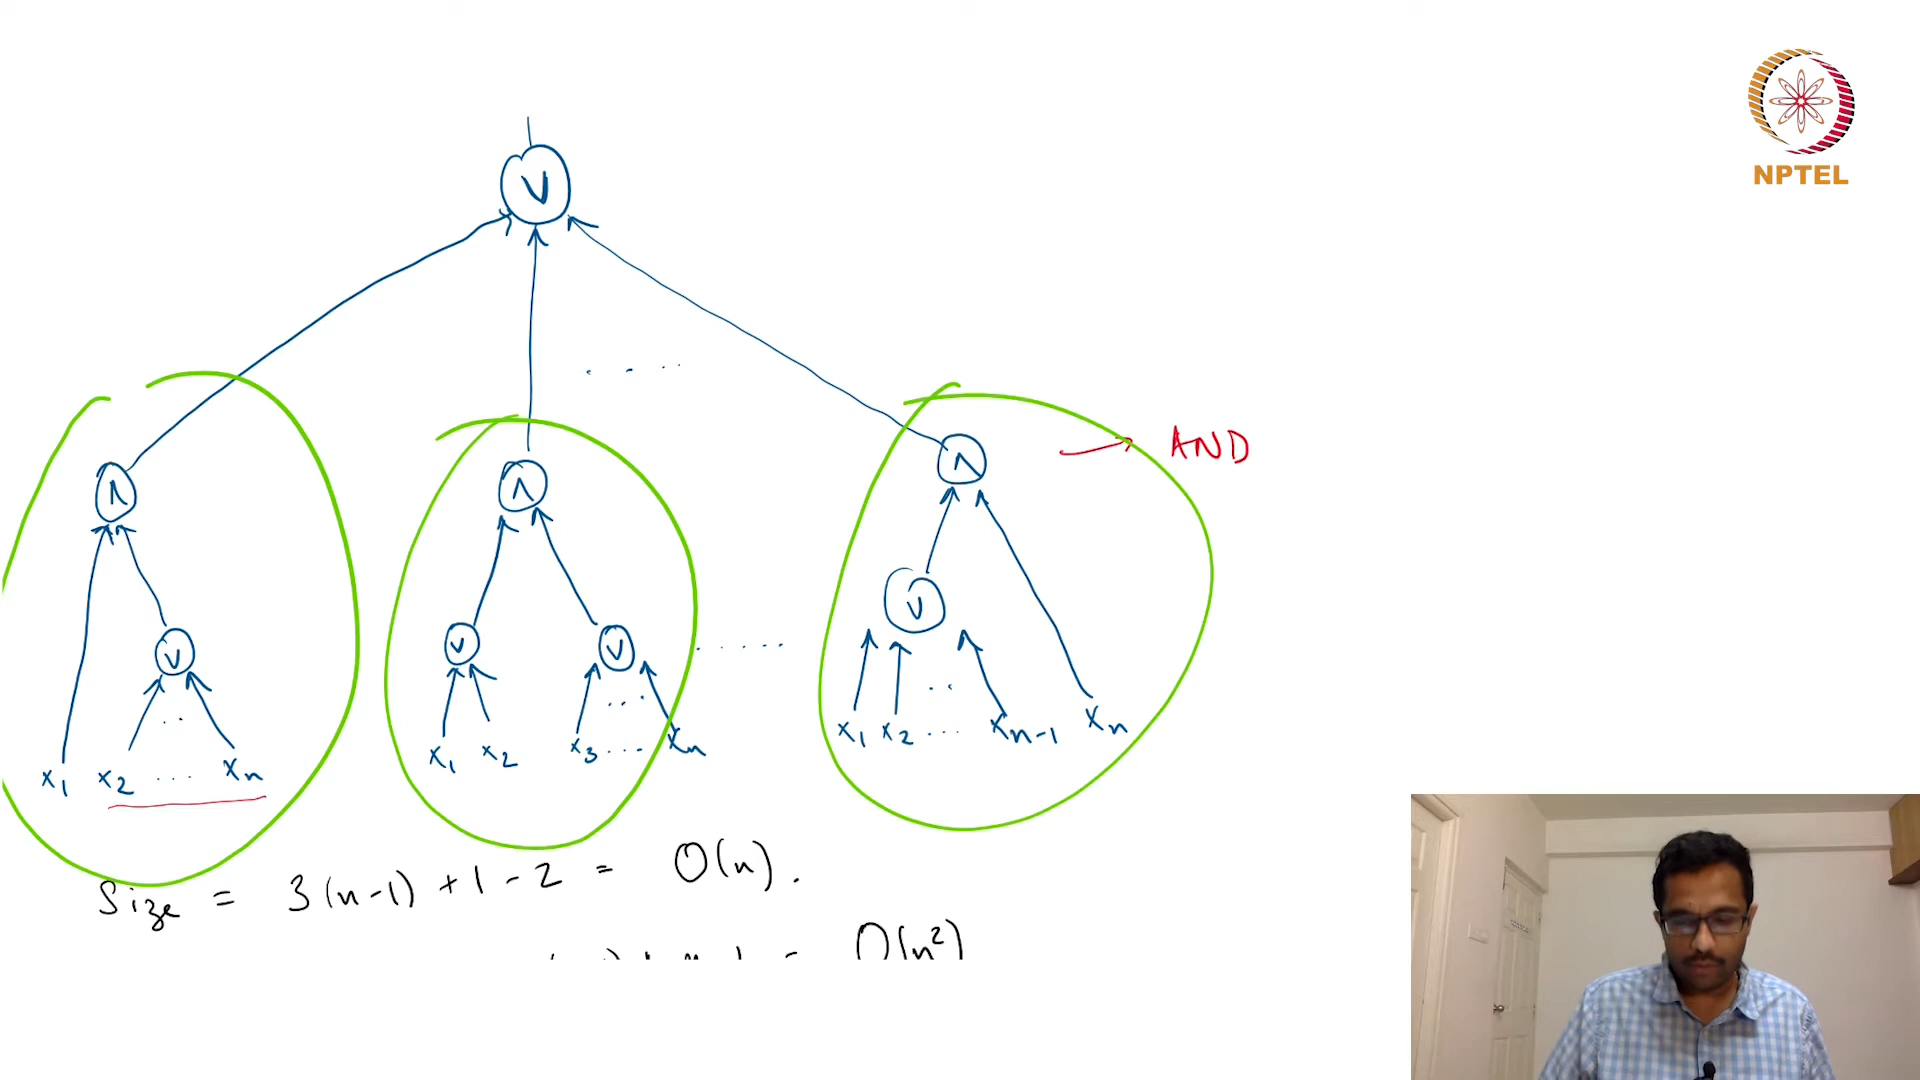 NPTEL
∨
.....
∧ ∧ ∧ → AND
∨ ∨ ∨ ..... ∨
x1 x2 ... xn x1 x2 x3 ... xn x1 x2 ... xn-1 xn
Size = 3(n-1) + 1 - 2 = O(n).
= O(n²)